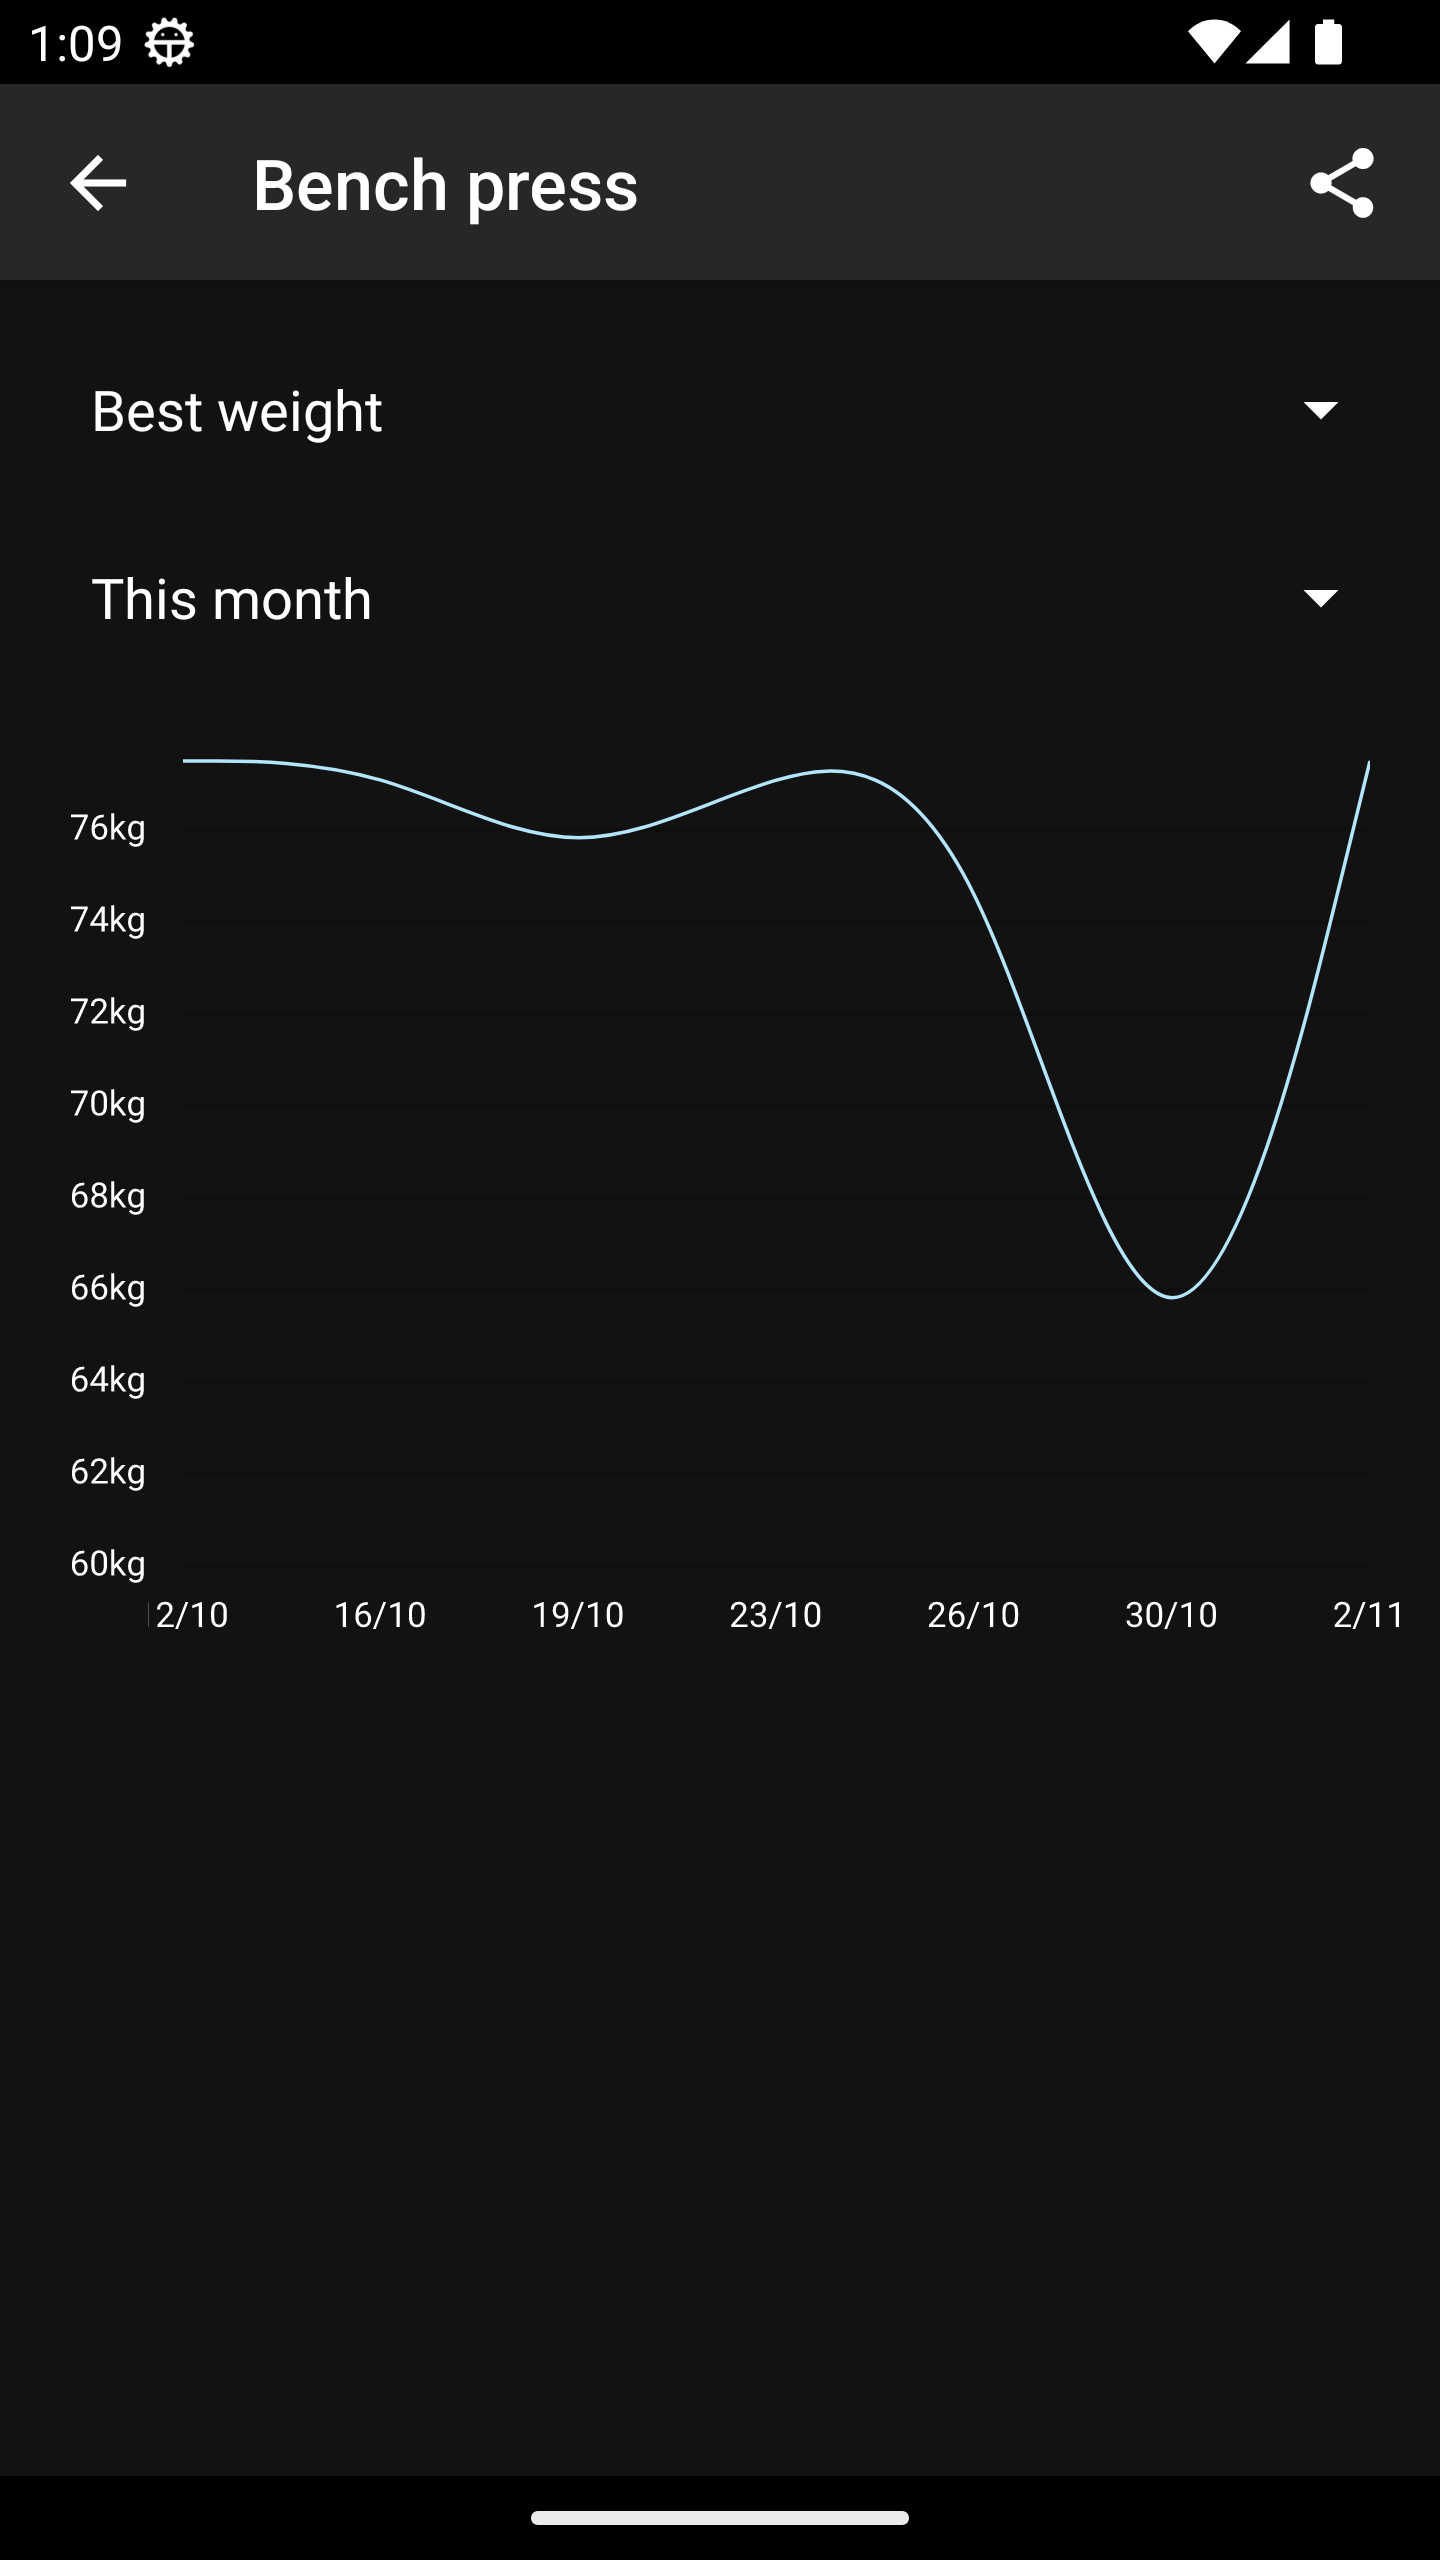 1:09
Bench press
Best weight
This month
76kg
74kg
72kg
70kg
68kg
66kg
64kg
62kg
60kg
2/10 16/10 19/10 23/10 26/10 30/10 2/11